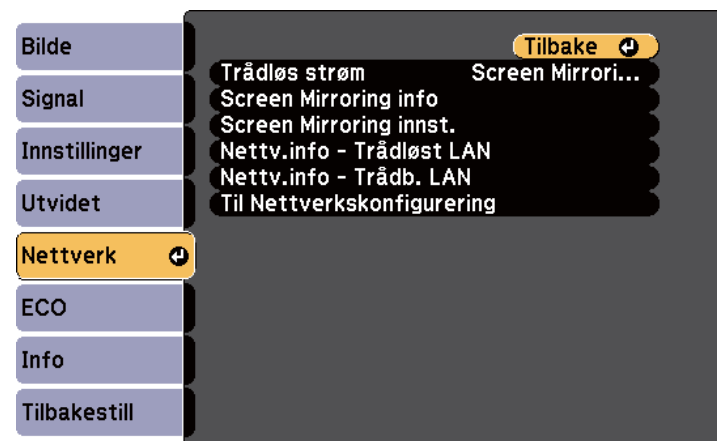 Bilde
Signal
Innstillinger
Utvidet
Nettverk
ECO
Info
Tilbakestill
Tilbake
Trådløs strøm Screen Mirrori...
Screen Mirroring info
Screen Mirroring innst.
Nettv.info - Trådløst LAN
Nettv.info - Trådb. LAN
Til Nettverkskonfigurering